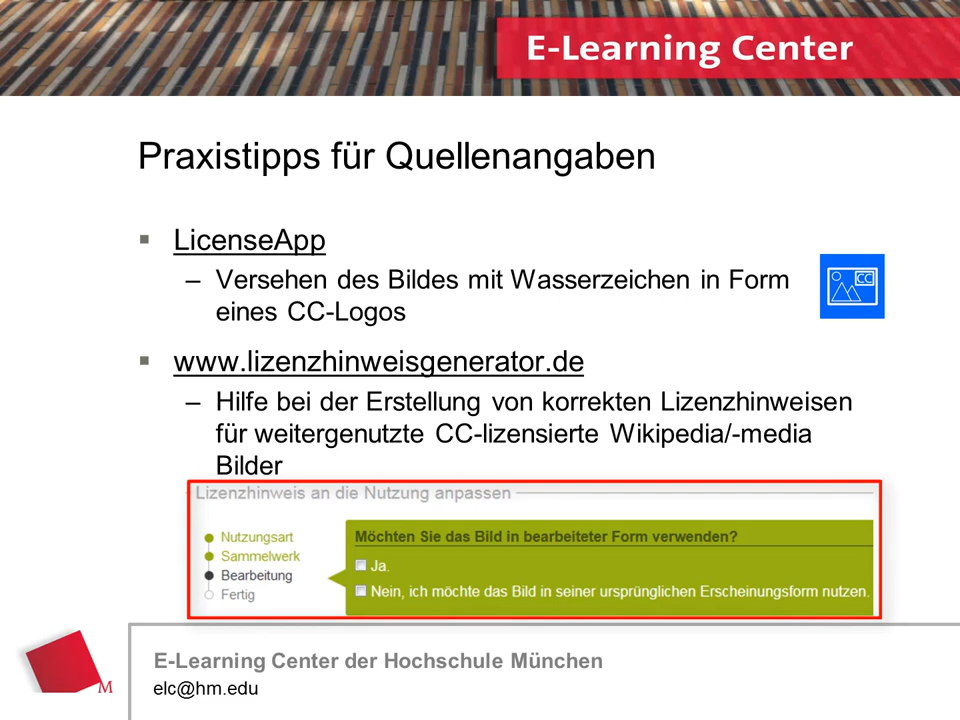 E-Learning Center
Praxistipps für Quellenangaben
LicenseApp
– Versehen des Bildes mit Wasserzeichen in Form
eines CC-Logos
CC
www.lizenzhinweisgenerator.de
– Hilfe bei der Erstellung von korrekten Lizenzhinweisen
für weitergenutzte CC-lizensierte Wikipedia/-media
Bilder
Lizenzhinweis an die Nutzung anpassen
Nutzungsart
Sammelwerk
Bearbeitung
Fertig
Möchten Sie das Bild in bearbeiteter Form verwenden?
Ja.
Nein, ich möchte das Bild in seiner ursprünglichen Erscheinungsform nutzen.
M
E-Learning Center der Hochschule München
elc@hm.edu